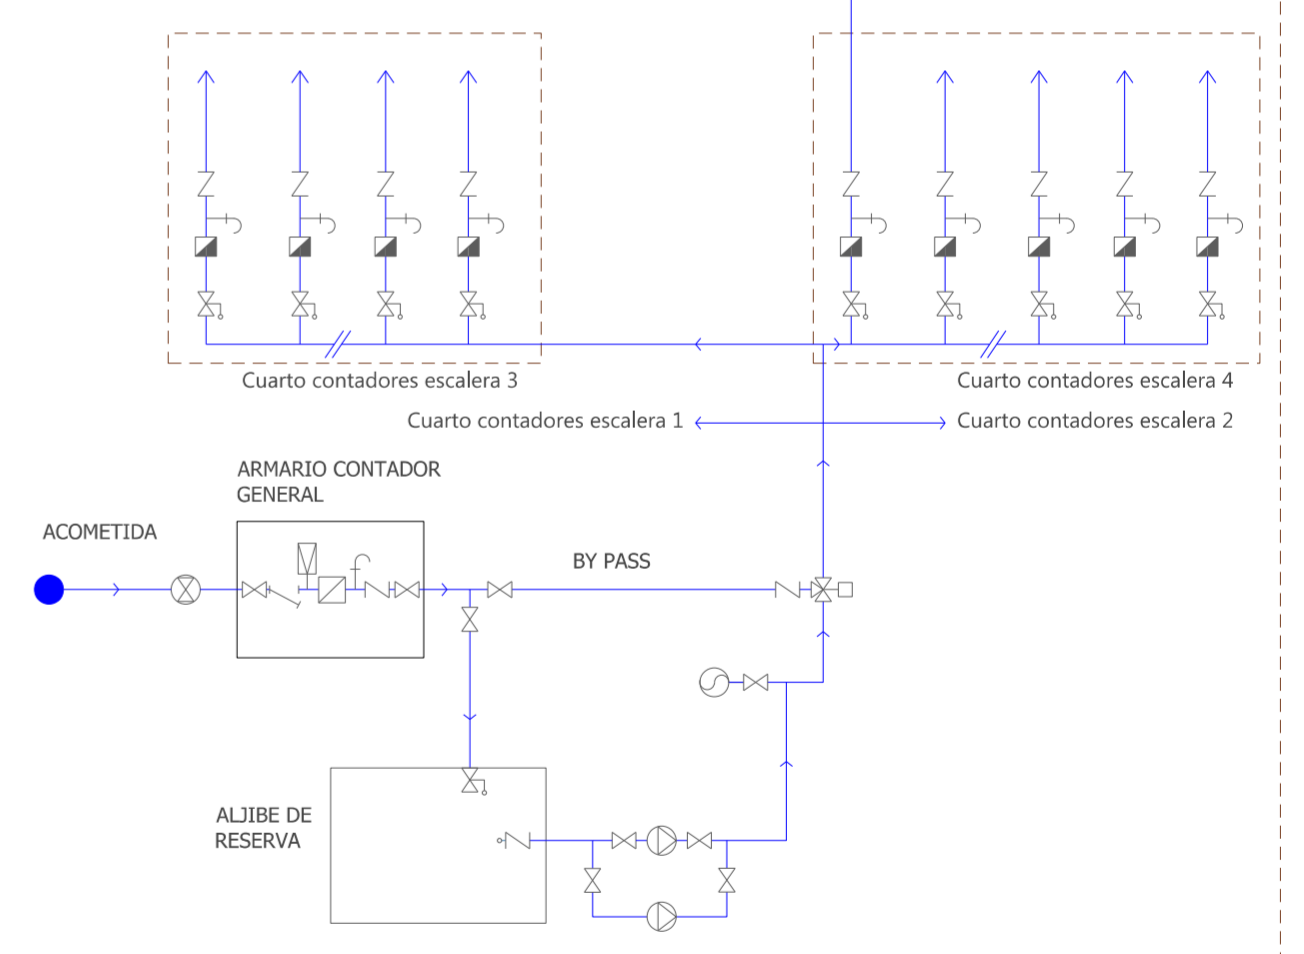 Cuarto contadores escalera 3
Cuarto contadores escalera 4
Cuarto contadores escalera 1
Cuarto contadores escalera 2
ARMARIO CONTADOR
GENERAL
ACOMETIDA
BY PASS
ALJIBE DE
RESERVA